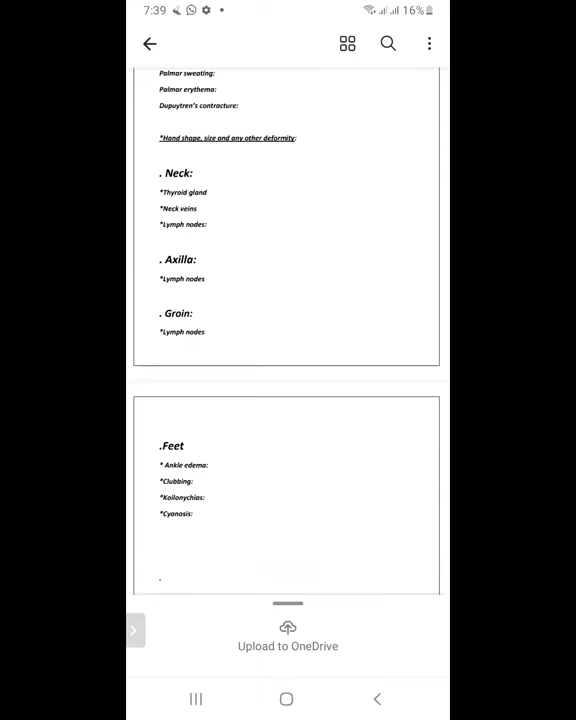 7:39
16%
Palmar sweating:
Palmar erythema:
Dupuytren's contracture:
*Hand shape, size and any other deformity:
. Neck:
*Thyroid gland
*Neck veins
*Lymph nodes:
. Axilla:
*Lymph nodes
. Groin:
*Lymph nodes
.Feet
* Ankle edema:
*Clubbing:
*Koilonychias:
*Cyanosis:
.
Upload to OneDrive